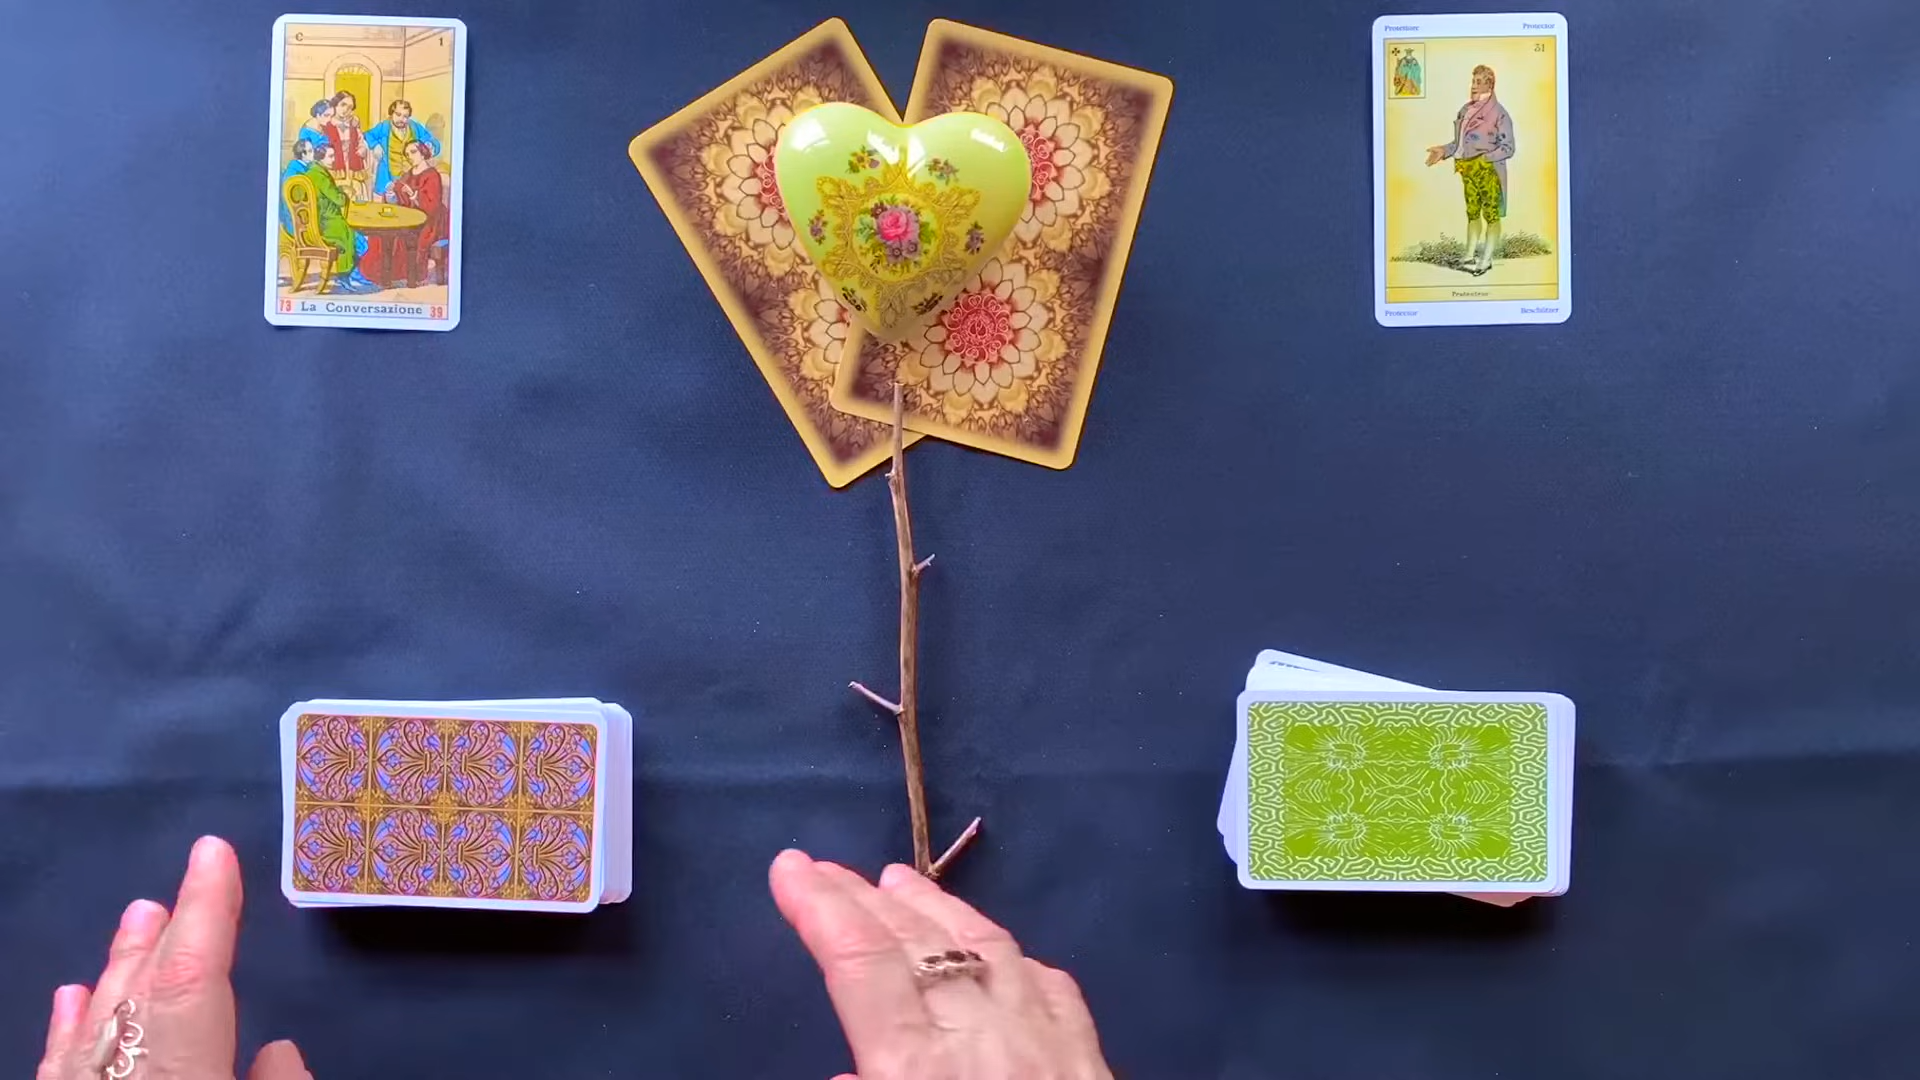 C 1
73 La Conversazione 39
Protettore Protector
31
Protecteur
Protector Beschützer